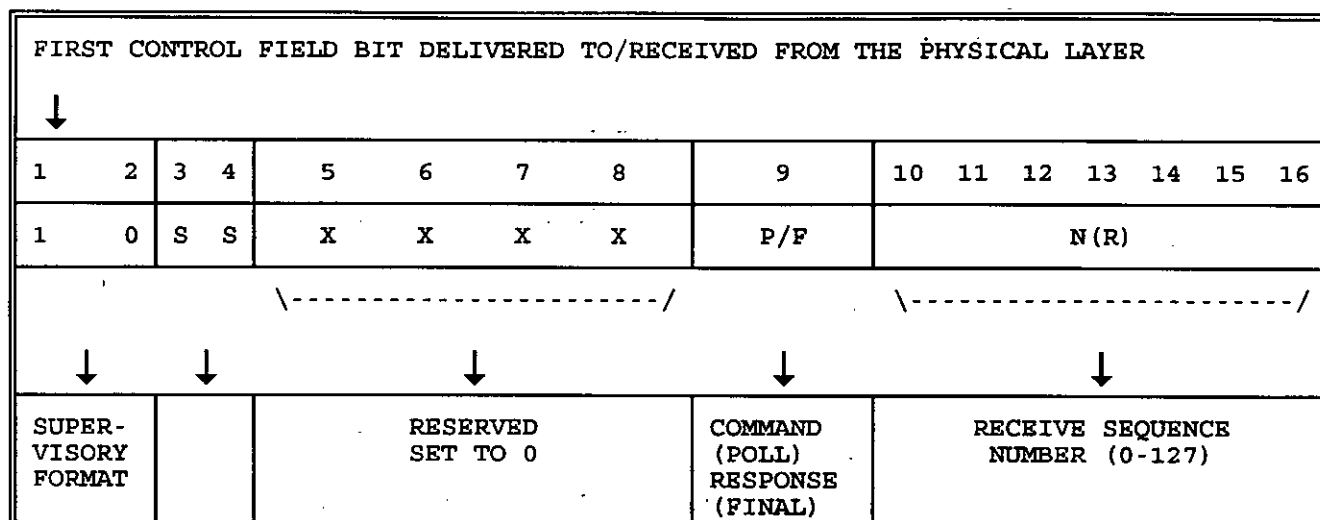 FIRST CONTROL FIELD BIT DELIVERED TO/RECEIVED FROM THE PHYSICAL LAYER
↓
1 2 3 4 5 6 7 8 9 10 11 12 13 14 15 16
1 0 S S X X X X P/F N(R)
\-----------------------/ \------------------------/
↓ ↓ ↓ ↓ ↓
SUPER- RESERVED COMMAND RECEIVE SEQUENCE
VISORY SET TO 0 (POLL) NUMBER (0-127)
FORMAT RESPONSE
(FINAL)